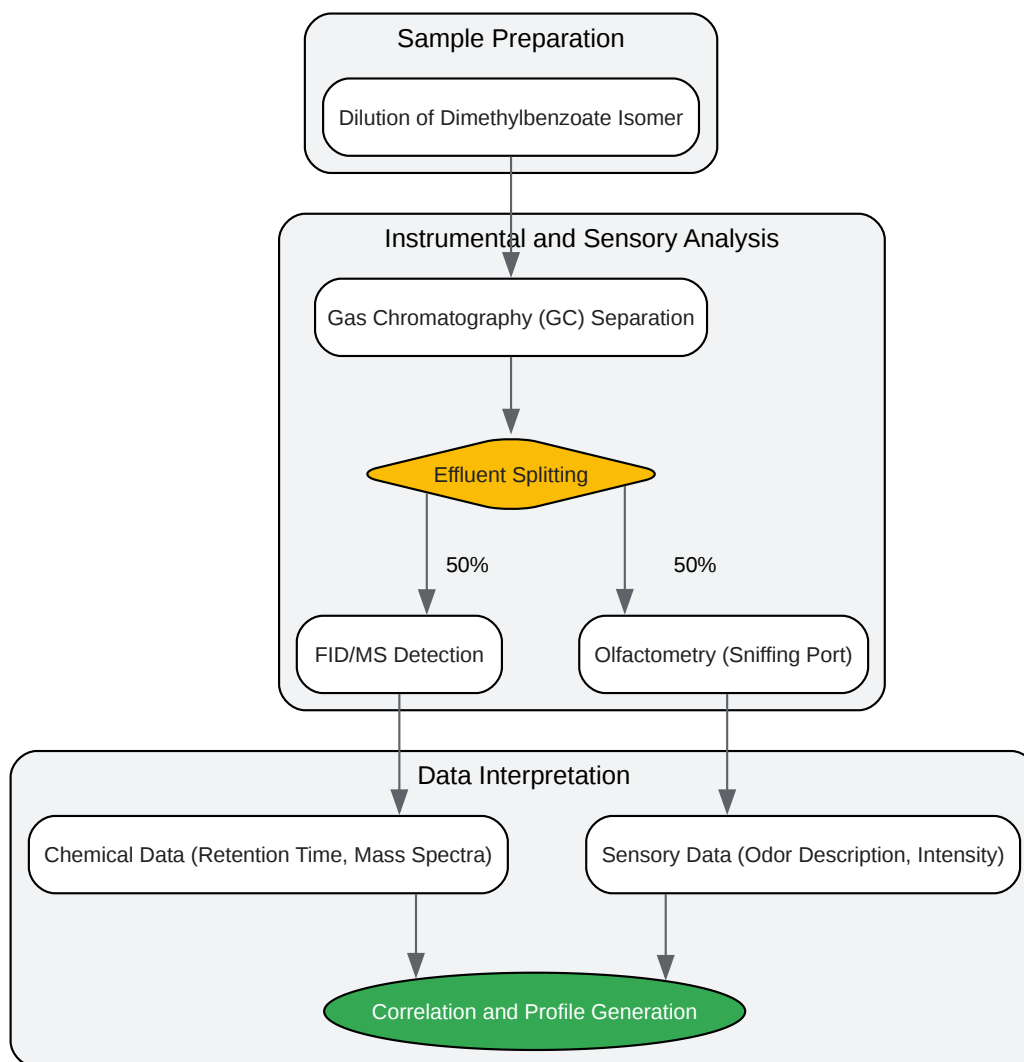 Sample Preparation
Dilution of Dimethylbenzoate Isomer
Instrumental and Sensory Analysis
Gas Chromatography (GC) Separation
Effluent Splitting
50%
50%
FID/MS Detection
Olfactometry (Sniffing Port)
Data Interpretation
Chemical Data (Retention Time, Mass Spectra)
Sensory Data (Odor Description, Intensity)
Correlation and Profile Generation